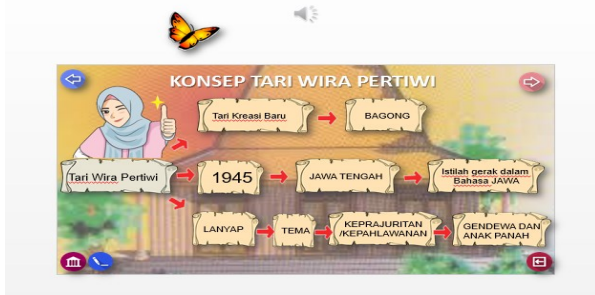 KONSEP TARI WIRA PERTIWI
Tari Kreasi Baru
BAGONG
Tari Wira Pertiwi
1945
JAWA TENGAH
Istilah gerak dalam
Bahasa JAWA
LANYAP
TEMA
KEPRAJURITAN
/KEPAHLAWANAN
GENDEWA DAN
ANAK PANAH